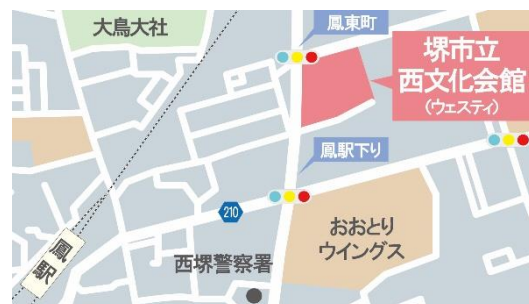 大鳥大社
鳳東町
堺市立
西文化会館
(ウェスティ)
鳳駅下り
210
おおとり
ウイングス
西堺警察署
鳳駅